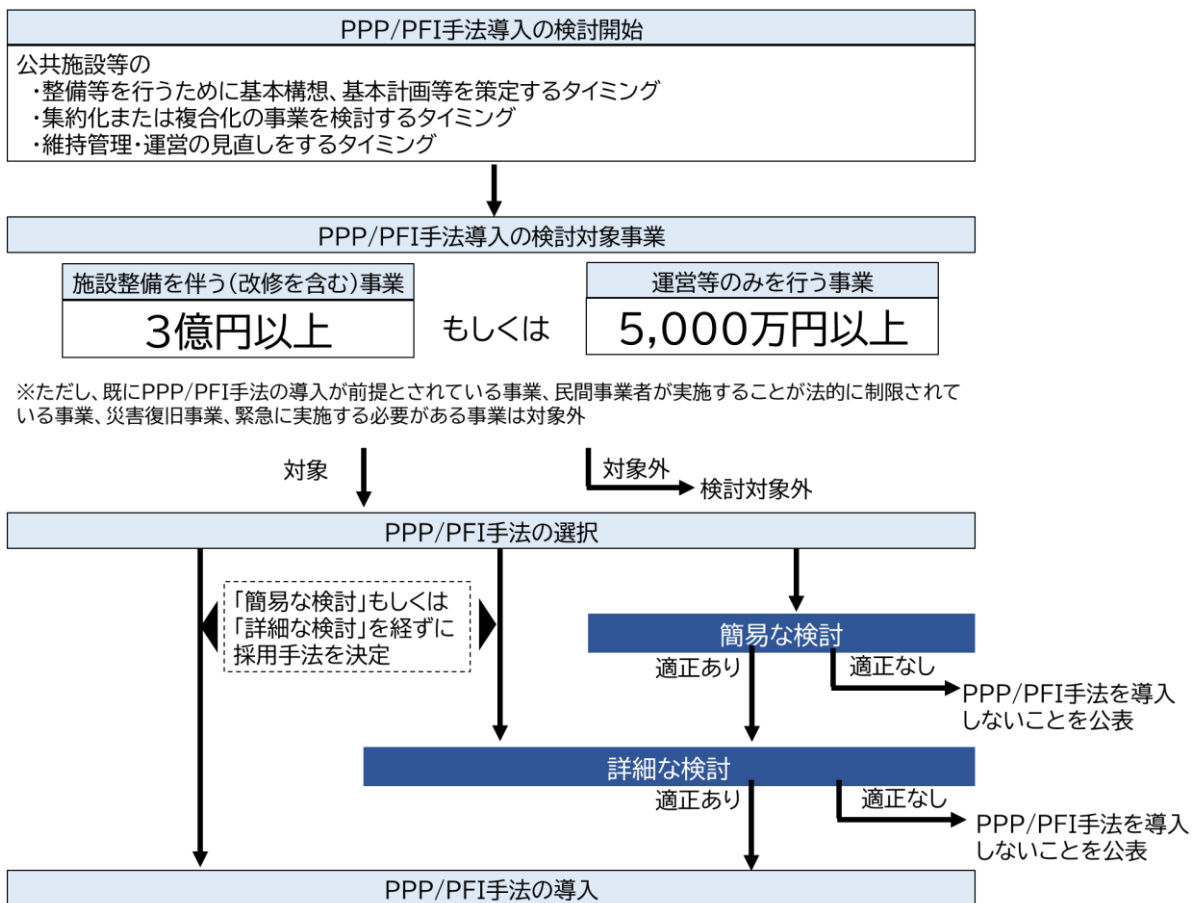 PPP/PFI手法導入の検討開始
公共施設等の
・整備等を行うために基本構想、基本計画等を策定するタイミング
・集約化または複合化の事業を検討するタイミング
・維持管理・運営の見直しをするタイミング
PPP/PFI手法導入の検討対象事業
施設整備を伴う(改修を含む)事業
3億円以上
もしくは
運営等のみを行う事業
5,000万円以上
※ただし、既にPPP/PFI手法の導入が前提とされている事業、民間事業者が実施することが法的に制限されて
いる事業、災害復旧事業、緊急に実施する必要がある事業は対象外
対象
対象外
検討対象外
PPP/PFI手法の選択
「簡易な検討」もしくは
「詳細な検討」を経ずに
採用手法を決定
簡易な検討
適正あり
適正なし
PPP/PFI手法を導入
しないことを公表
詳細な検討
適正あり
適正なし
PPP/PFI手法を導入
しないことを公表
PPP/PFI手法の導入